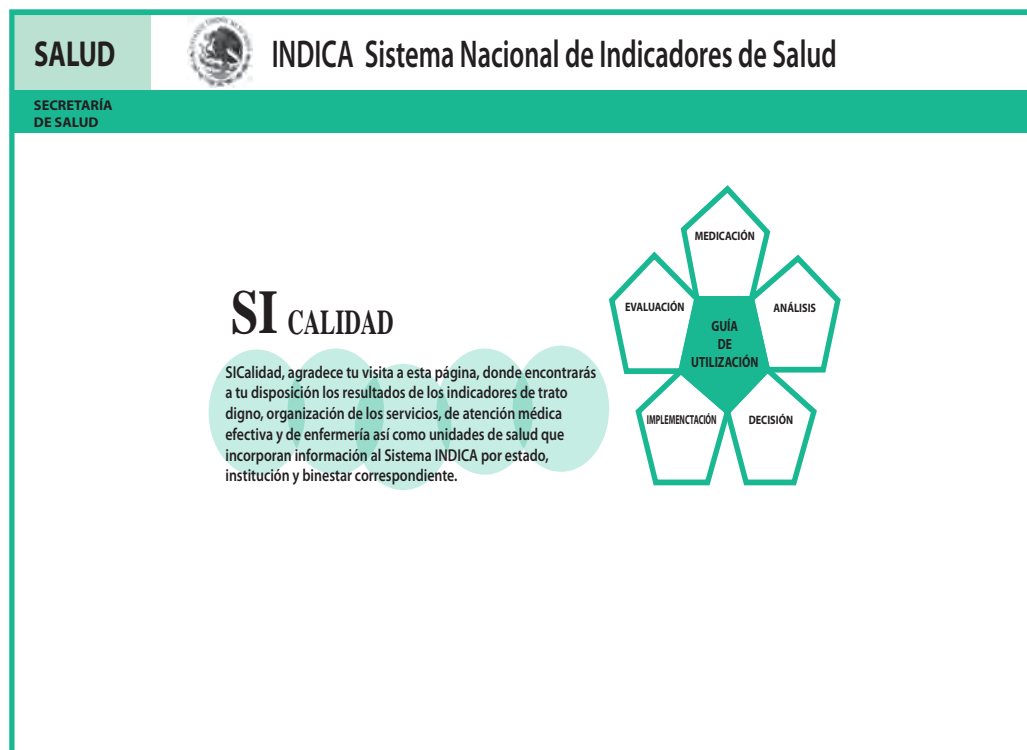 SALUD
INDICA Sistema Nacional de Indicadores de Salud
SECRETARÍA
DE SALUD
SI CALIDAD
SICalidad, agradece tu visita a esta página, donde encontrarás
a tu disposición los resultados de los indicadores de trato
digno, organización de los servicios, de atención médica
efectiva y de enfermería así como unidades de salud que
incorporan información al Sistema INDICA por estado,
institución y binestar correspondiente.
MEDICACIÓN
EVALUACIÓN
ANÁLISIS
GUÍA
DE
UTILIZACIÓN
IMPLEMENCTACIÓN
DECISIÓN